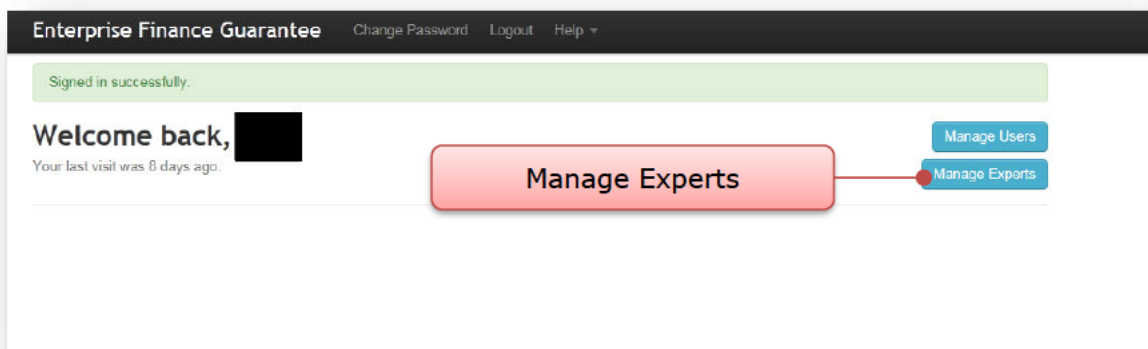 Enterprise Finance Guarantee Change Password Logout Help
Signed in successfully.
Welcome back,
Your last visit was 8 days ago.
Manage Users
Manage Experts
Manage Experts